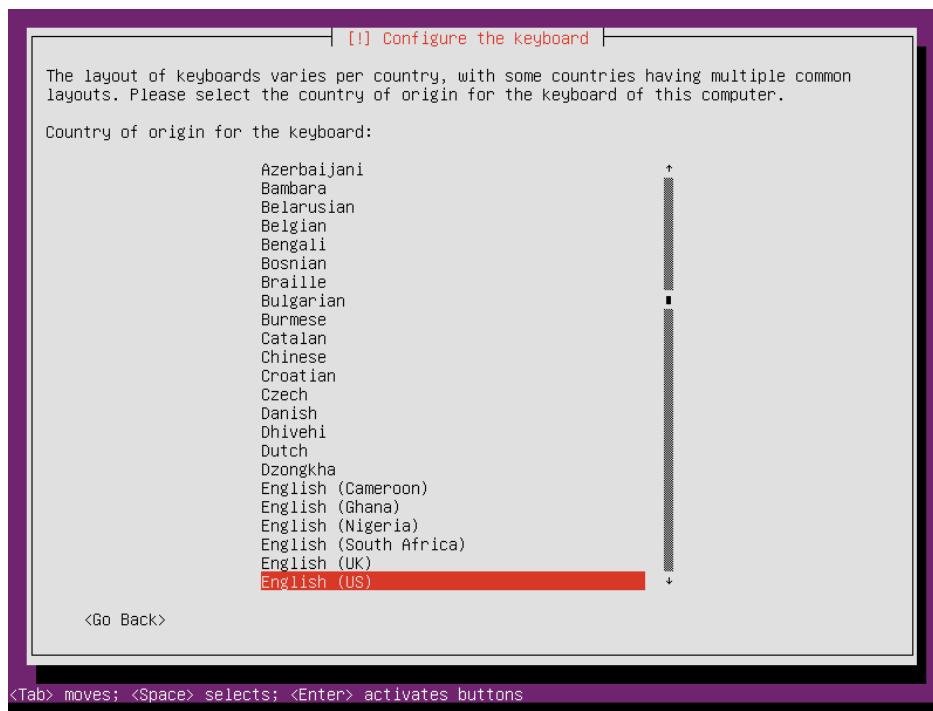 [!] Configure the keyboard
The layout of keyboards varies per country, with some countries having multiple common
layouts. Please select the country of origin for the keyboard of this computer.
Country of origin for the keyboard:
Azerbaijani
Bambara
Belarusian
Belgian
Bengali
Bosnian
Braille
Bulgarian
Burmese
Catalan
Chinese
Croatian
Czech
Danish
Dhivehi
Dutch
Dzongkha
English (Cameroon)
English (Ghana)
English (Nigeria)
English (South Africa)
English (UK)
English (US)
<Go Back>
<Tab> moves; <Space> selects; <Enter> activates buttons